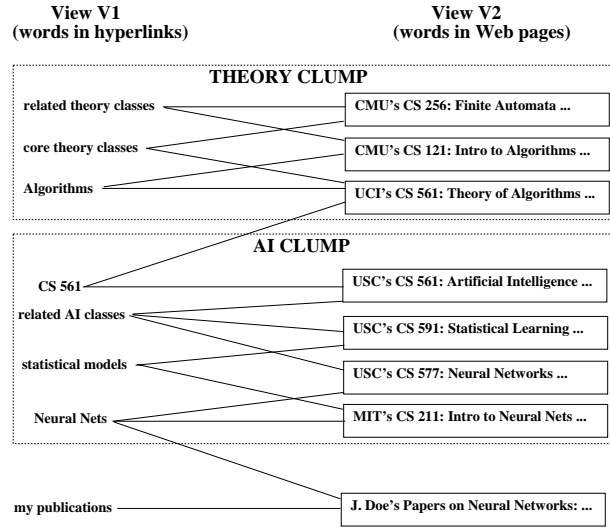 View V1
(words in hyperlinks)
View V2
(words in Web pages)
THEORY CLUMP
related theory classes
CMU's CS 256: Finite Automata ...
core theory classes
CMU's CS 121: Intro to Algorithms ...
Algorithms
UCI's CS 561: Theory of Algorithms ...
AI CLUMP
CS 561
USC's CS 561: Artificial Intelligence ...
related AI classes
USC's CS 591: Statistical Learning ...
statistical models
USC's CS 577: Neural Networks ...
Neural Nets
MIT's CS 211: Intro to Neural Nets ...
my publications
J. Doe's Papers on Neural Networks: ...